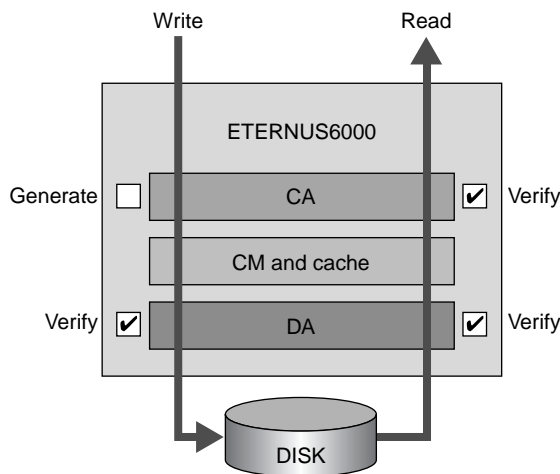 Write Read
ETERNUS6000
Generate CA Verify
CM and cache
Verify DA Verify
DISK